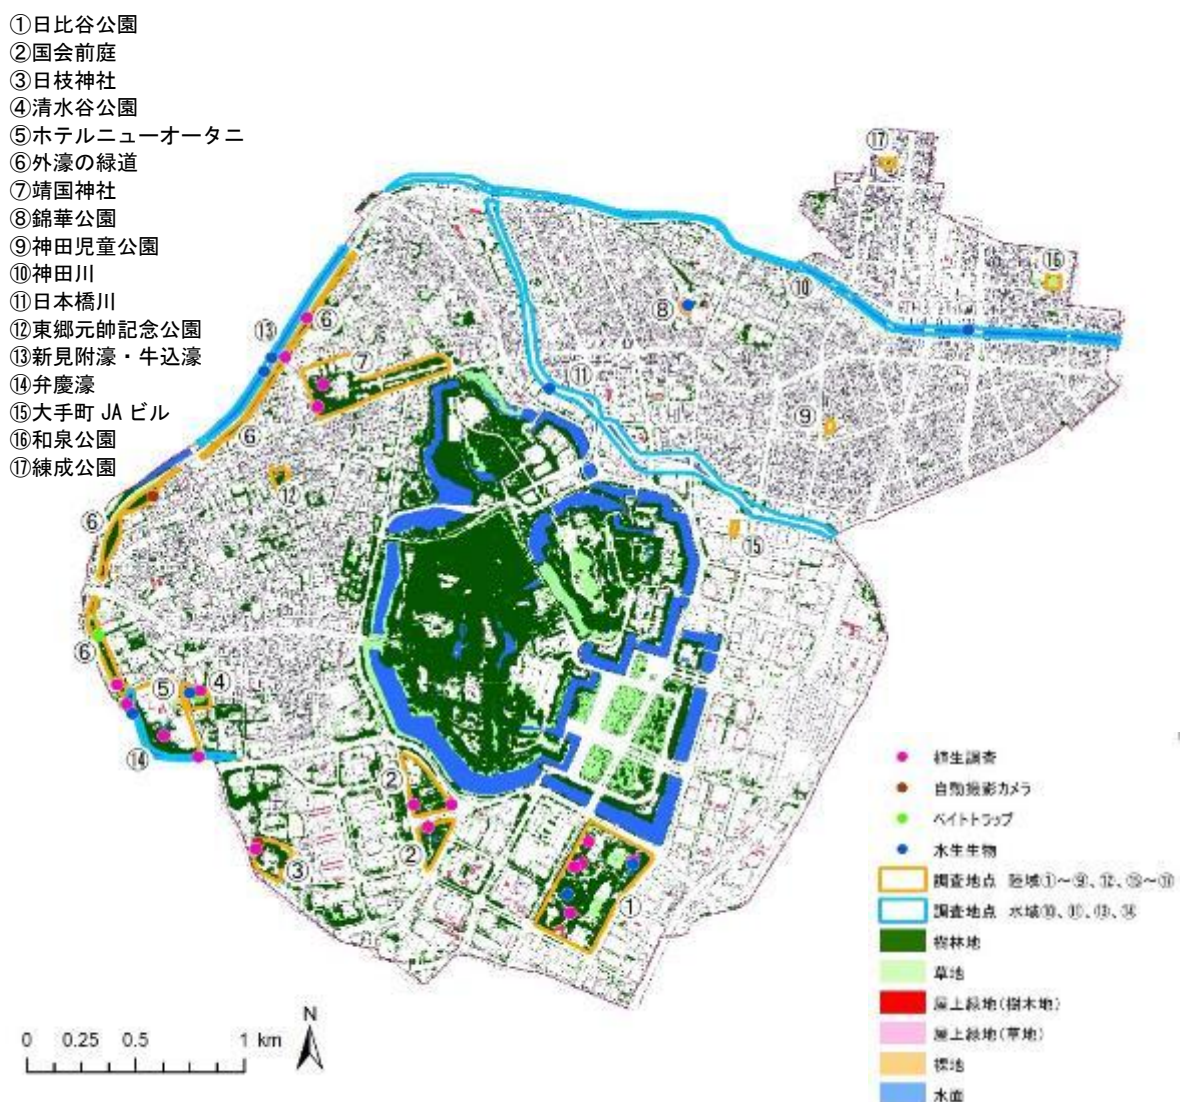 ①日比谷公園
②国会前庭
③日枝神社
④清水谷公園
⑤ホテルニューオータニ
⑥外濠の緑道
⑦靖国神社
⑧錦華公園
⑨神田児童公園
⑩神田川
⑪日本橋川
⑫東郷元帥記念公園
⑬新見附濠・牛込濠
⑭弁慶濠
⑮大手町 JA ビル
⑯和泉公園
⑰練成公園
⑰
⑯
⑩
⑧
⑬
⑥
⑦
⑪
⑨
⑥
⑫
⑥
⑮
⑥
⑤
④
⑭
②
②
③
①
植生調査
自動撮影カメラ
ベイトトラップ
水生生物
調査地点 陸域①～⑨、⑫、⑮～⑰
調査地点 水域⑩、⑪、⑬、⑭
樹林地
草地
屋上緑地(樹木地)
屋上緑地(草地)
裸地
水面
0 0.25 0.5 1 km
N